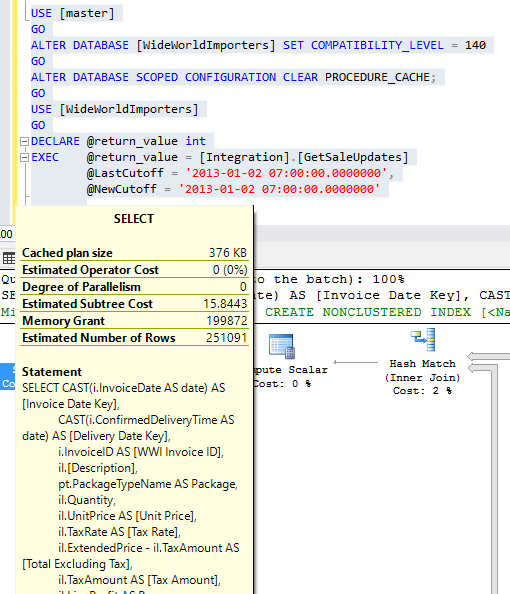 USE [master]
GO
ALTER DATABASE [WideWorldImporters] SET COMPATIBILITY_LEVEL = 140
GO
ALTER DATABASE SCOPED CONFIGURATION CLEAR PROCEDURE_CACHE;
GO
USE [WideWorldImporters]
GO
DECLARE @return_value int
EXEC @return_value = [Integration].[GetSaleUpdates]
@LastCutoff = '2013-01-02 07:00:00.0000000',
@NewCutoff = '2013-01-02 07:00:00.0000000'
SELECT
Cached plan size 376 KB
Estimated Operator Cost 0 (0%)
Degree of Parallelism 0
Estimated Subtree Cost 15.8443
Memory Grant 199872
Estimated Number of Rows 251091
Statement
SELECT CAST(i.InvoiceDate AS date) AS
[Invoice Date Key],
CAST(i.ConfirmedDeliveryTime AS
date) AS [Delivery Date Key],
i.InvoiceID AS [WWI Invoice ID],
il.[Description],
pt.PackageTypeName AS Package,
il.Quantity,
il.UnitPrice AS [Unit Price],
il.TaxRate AS [Tax Rate],
il.ExtendedPrice - il.TaxAmount AS
[Total Excluding Tax],
il.TaxAmount AS [Tax Amount],
00
to the batch): 100%
AS [Invoice Date Key], CAST
CREATE NONCLUSTERED INDEX [<Na
Scalar
Cost: 0 %
Hash Match
(Inner Join)
Cost: 2 %